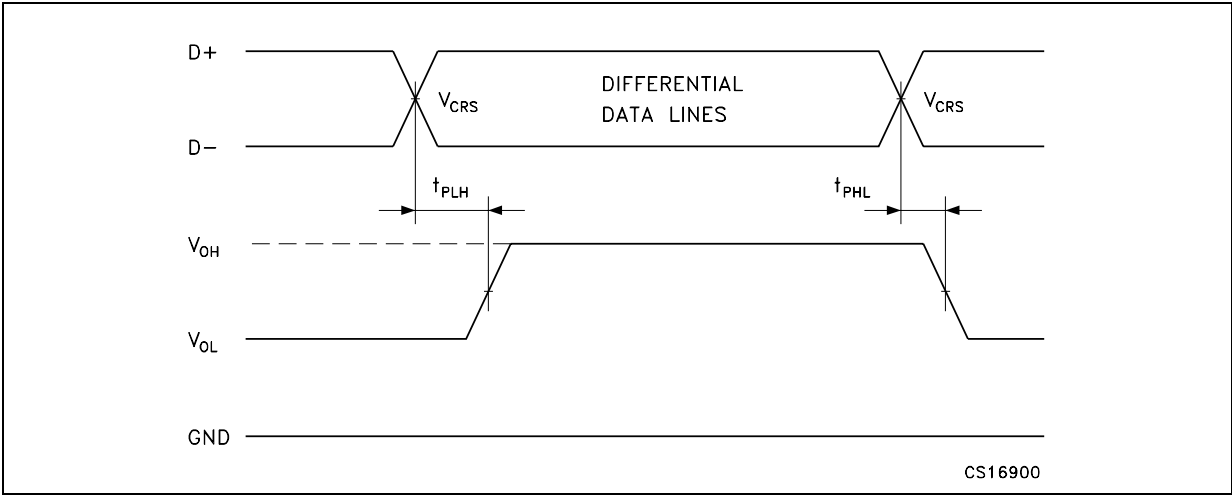 D+
DIFFERENTIAL
DATA LINES
V_CRS
V_CRS
D−
t_PLH
t_PHL
V_OH
V_OL
GND
CS16900